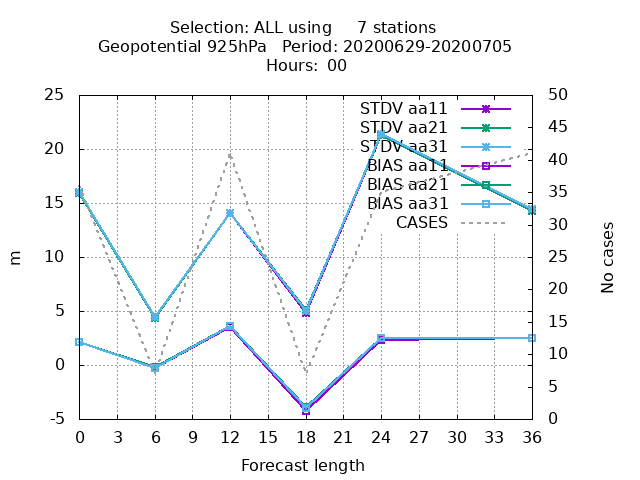 Selection: ALL using 7 stations
Geopotential 925hPa Period: 20200629-20200705
Hours: 00
25
20
15
10
5
0
-5
m
50
45
40
35
30
25
20
15
10
5
0
No cases
STDV aa11
STDV aa21
STDV aa31
BIAS aa11
BIAS aa21
BIAS aa31
CASES
0 3 6 9 12 15 18 21 24 27 30 33 36
Forecast length